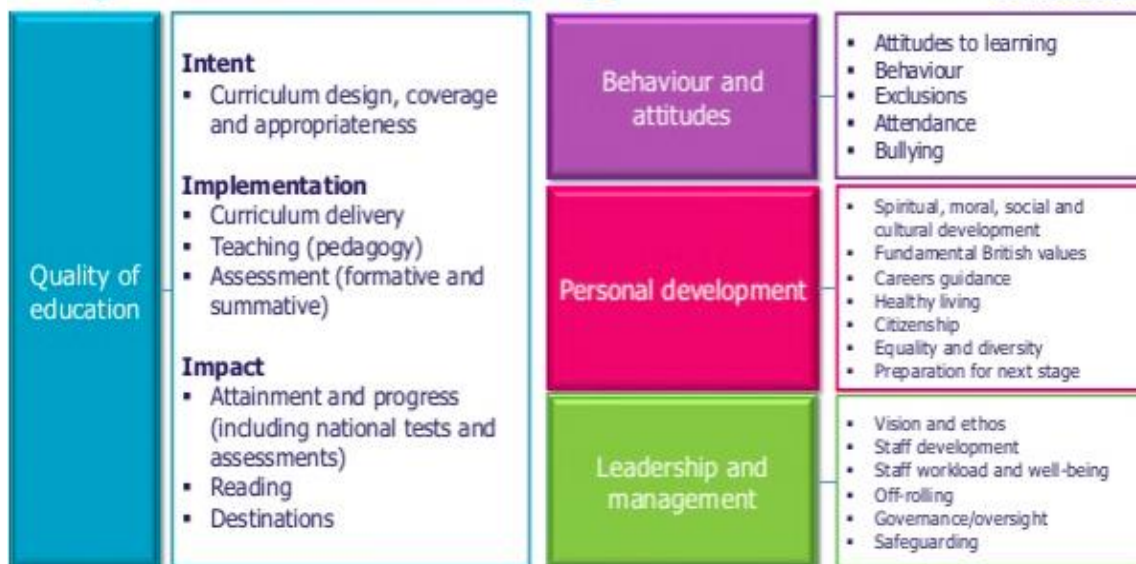 Quality of
education
Intent
▪ Curriculum design, coverage
and appropriateness
Implementation
▪ Curriculum delivery
▪ Teaching (pedagogy)
▪ Assessment (formative and
summative)
Impact
▪ Attainment and progress
(including national tests and
assessments)
▪ Reading
▪ Destinations
Behaviour and
attitudes
▪ Attitudes to learning
▪ Behaviour
▪ Exclusions
▪ Attendance
▪ Bullying
Personal development
▪ Spiritual, moral, social and
cultural development
▪ Fundamental British values
▪ Careers guidance
▪ Healthy living
▪ Citizenship
▪ Equality and diversity
▪ Preparation for next stage
Leadership and
management
▪ Vision and ethos
▪ Staff development
▪ Staff workload and well-being
▪ Off-rolling
▪ Governance/oversight
▪ Safeguarding